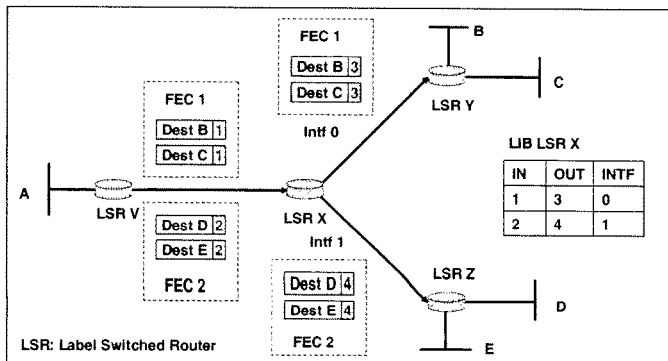 FEC 1
Dest B 3
Dest C 3
Intf 0
B
C
LSR Y
FEC 1
Dest B 1
Dest C 1
LIB LSR X
IN OUT INTF
1 3 0
2 4 1
A
LSR V
LSR X
Dest D 2
Dest E 2
FEC 2
Intf 1
Dest D 4
Dest E 4
FEC 2
LSR Z
D
E
LSR: Label Switched Router